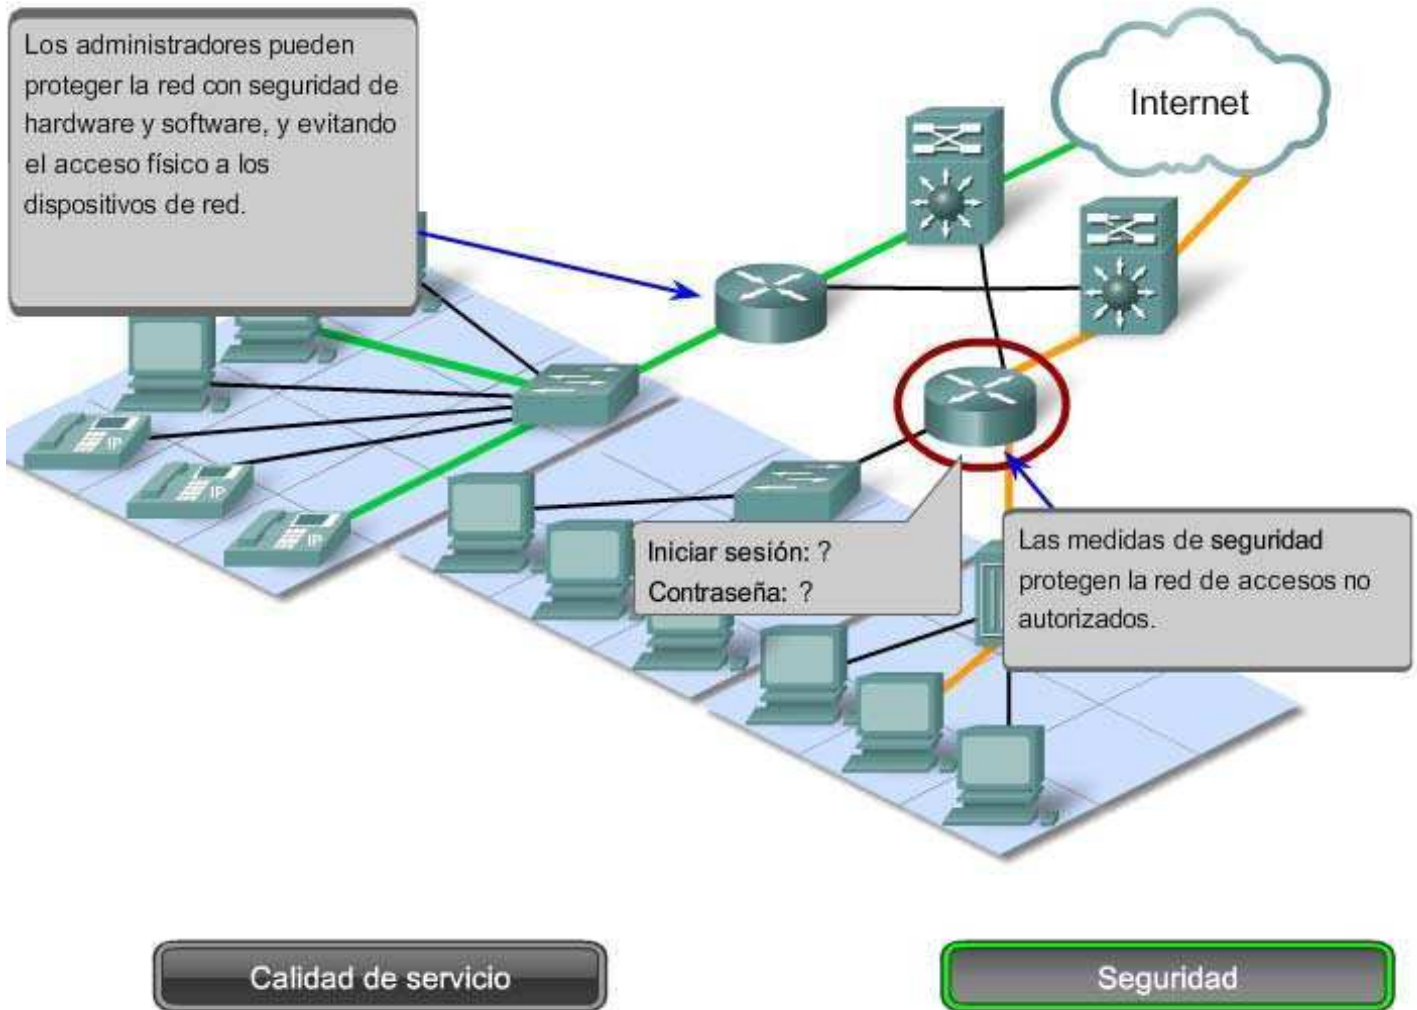 Los administradores pueden
proteger la red con seguridad de
hardware y software, y evitando
el acceso físico a los
dispositivos de red.
Internet
IP
IP
IP
Iniciar sesión: ?
Contraseña: ?
Las medidas de seguridad
protegen la red de accesos no
autorizados.
Calidad de servicio
Seguridad